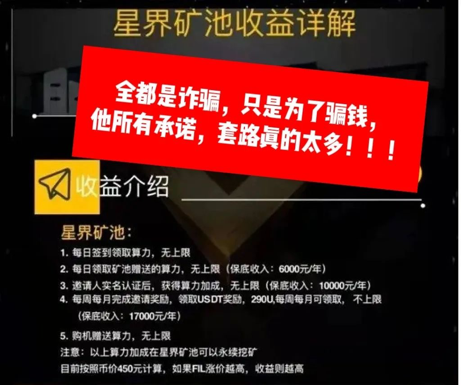 星界矿池收益详解
全都是诈骗，只是为了骗钱，
他所有承诺，套路真的太多！！！
收益介绍
星界矿池：
1. 每日签到领取算力，无上限
2. 每日领取矿池赠送的算力，无上限（保底收入：6000元/年）
3. 邀请人实名认证后，获得算力加成，无上限（保底收入：10000元/年）
4. 每周每月完成邀请奖励，领取USDT奖励，290U,每周每月可领取，不上限
（保底收入：17000元/年）
5. 购机赠送算力，无上限
注意：以上算力加成在星界矿池可以永续挖矿
目前按照币价450元计算，如果FIL涨价越高，收益则越高